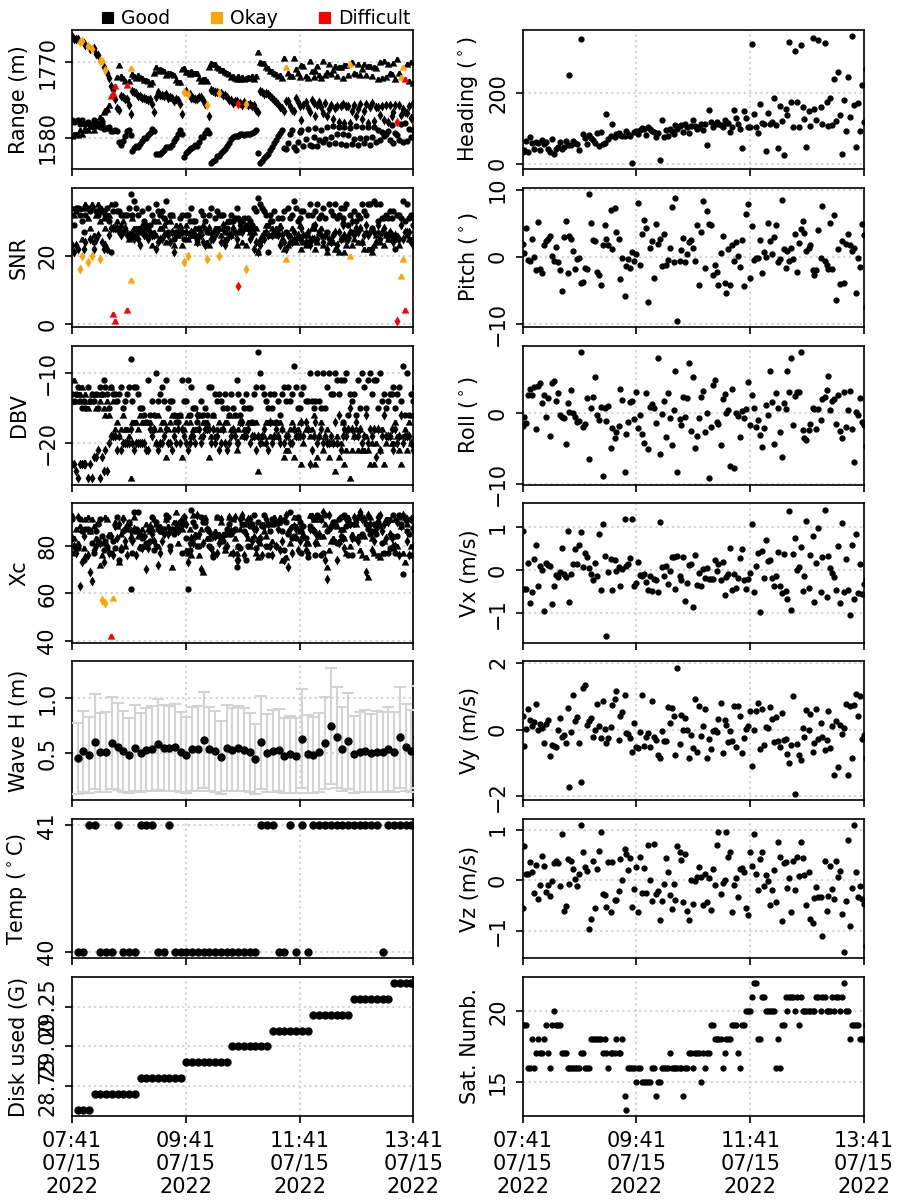 Good Okay Difficult
Range (m)
1770
1580
Heading (°)
200
0
SNR
20
0
Pitch (°)
10
0
−10
DBV
−10
−20
Roll (°)
0
−10
Xc
80
60
40
Vx (m/s)
1
0
−1
Wave H (m)
1.0
0.5
Vy (m/s)
2
0
−2
Temp (°C)
41
40
Vz (m/s)
1
0
−1
Disk used (G)
29.25
29.00
28.75
Sat. Numb.
20
15
07:41 09:41 11:41 13:41
07/15 07/15 07/15 07/15
2022 2022 2022 2022
07:41 09:41 11:41 13:41
07/15 07/15 07/15 07/15
2022 2022 2022 2022